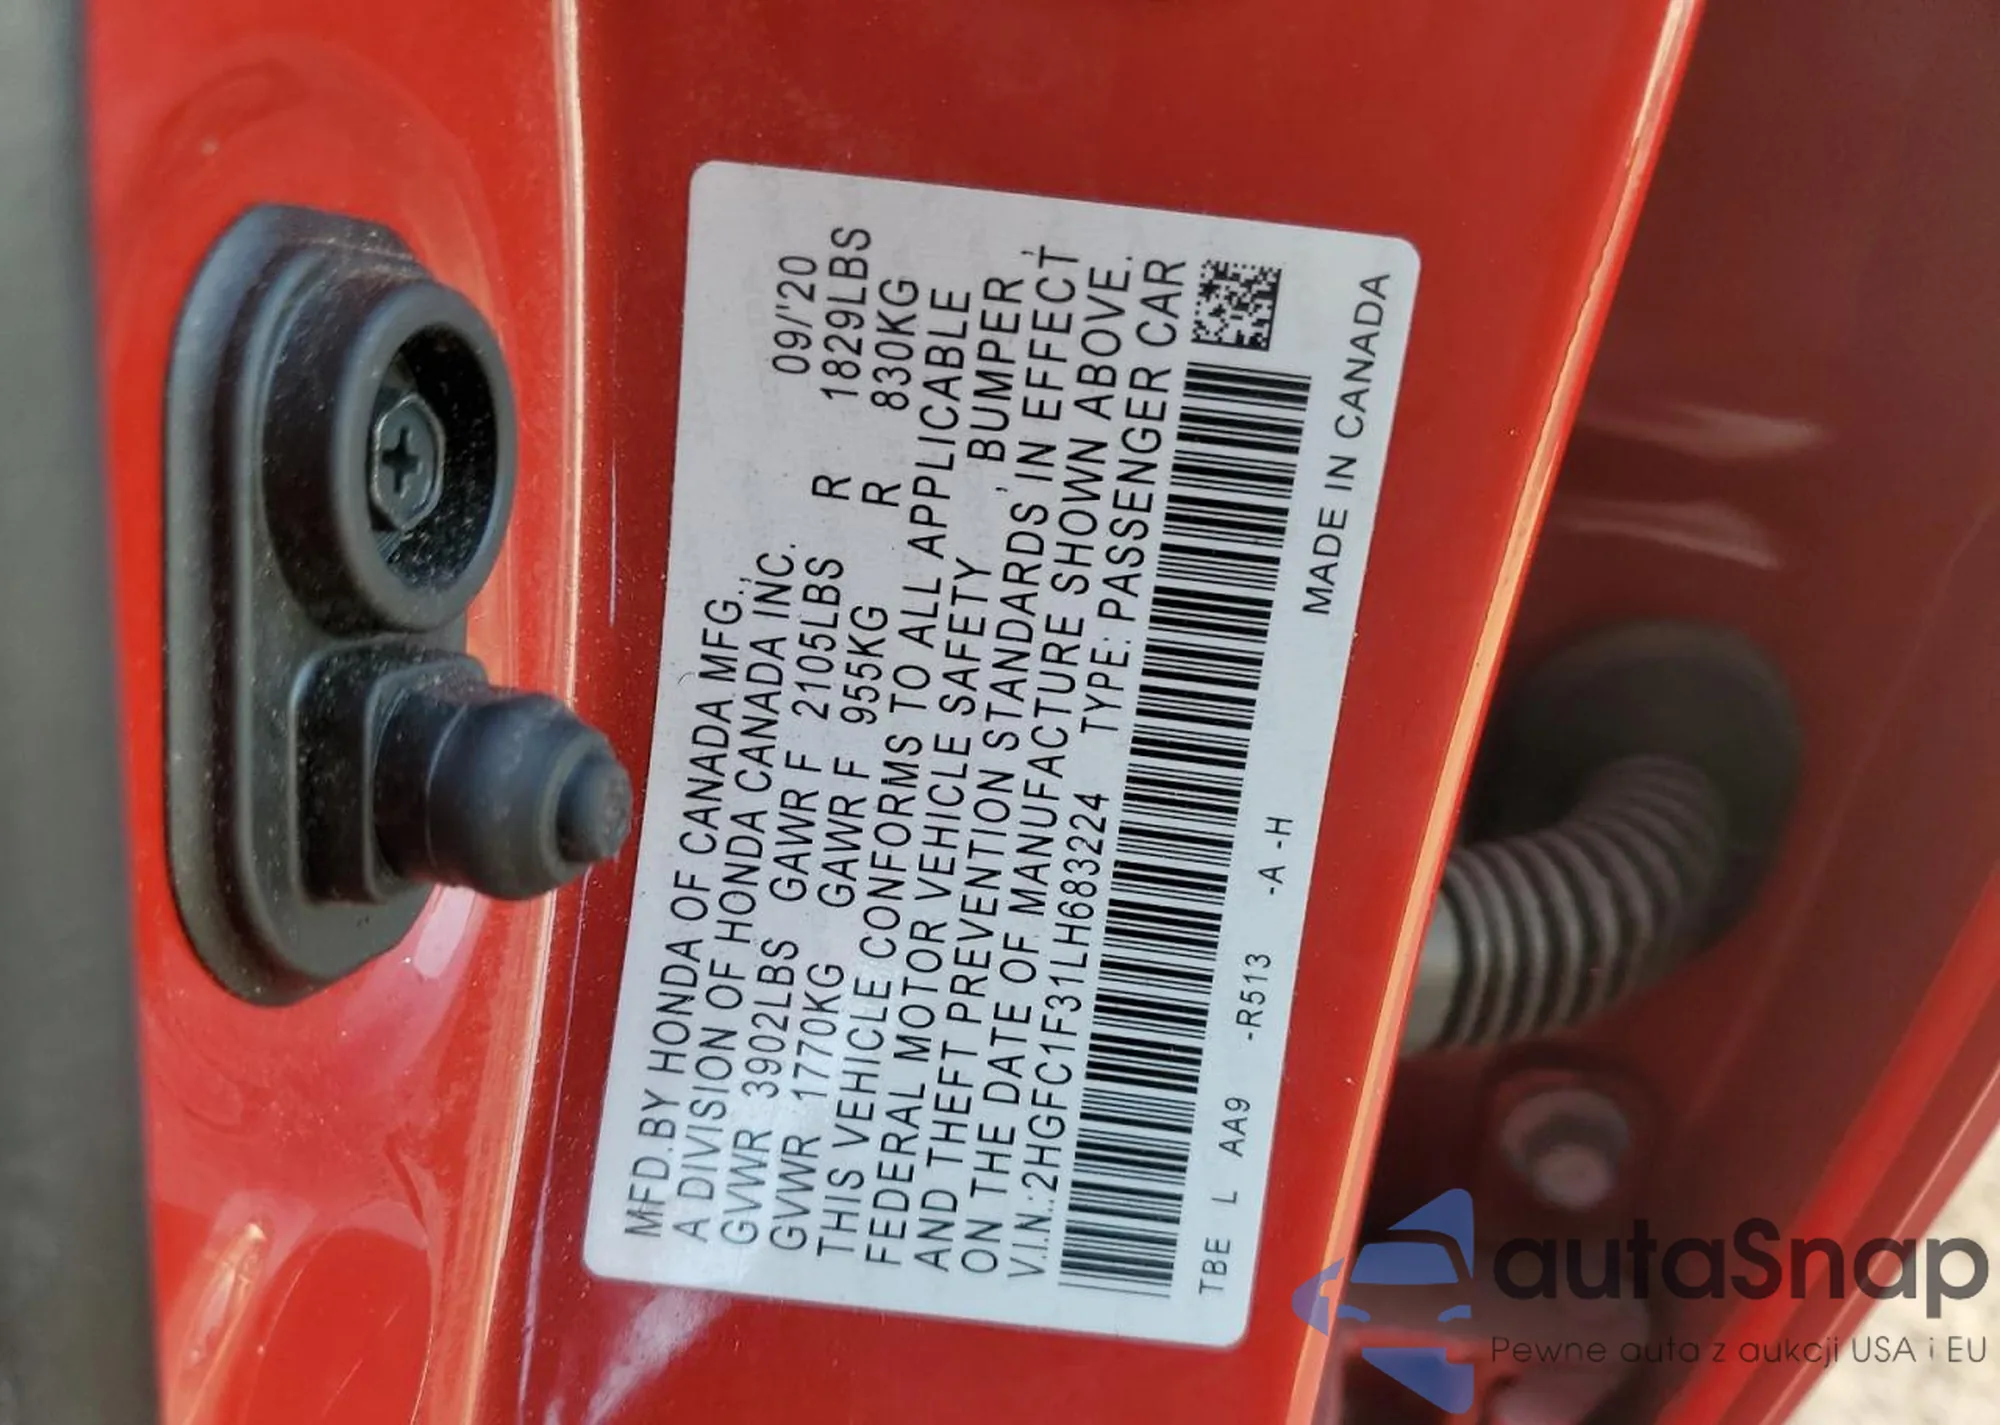 MFD.BY HONDA OF CANADA MFG., 09/'20
A DIVISION OF HONDA CANADA INC.
GVWR 3902LBS GAWR F 2105LBS R 1829LBS
GVWR 1770KG GAWR F 955KG R 830KG
THIS VEHICLE CONFORMS TO ALL APPLICABLE
FEDERAL MOTOR VEHICLE SAFETY , BUMPER ,
AND THEFT PREVENTION STANDARDS IN EFFECT
ON THE DATE OF MANUFACTURE SHOWN ABOVE.
V.I.N.:2HGFC1F31LH683224 TYPE: PASSENGER CAR
TBE L AA9 -R513 -A -H MADE IN CANADA
autaSnap
Pewne auta z aukcji USA i EU